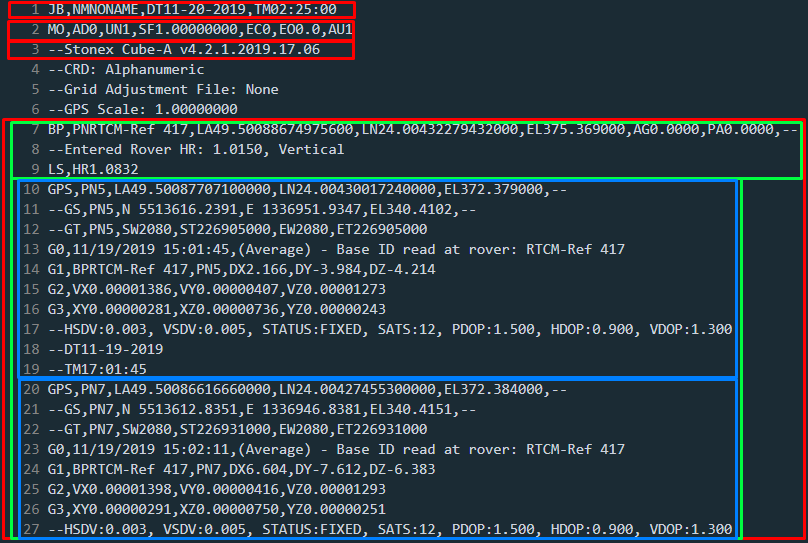 1 JB,NMNONAME,DT11-20-2019,TM02:25:00
2 MO,AD0,UN1,SF1.00000000,EC0,EO0.0,AU1
3 --Stonex Cube-A v4.2.1.2019.17.06
4 --CRD: Alphanumeric
5 --Grid Adjustment File: None
6 --GPS Scale: 1.00000000
7 BP,PNRTCM-Ref 417,LA49.50088674975600,LN24.00432279432000,EL375.369000,AG0.0000,PA0.0000,--
8 --Entered Rover HR: 1.0150, Vertical
9 LS,HR1.0832
10 GPS,PN5,LA49.50087707100000,LN24.00430017240000,EL372.379000,--
11 --GS,PN5,N 5513616.2391,E 1336951.9347,EL340.4102,--
12 --GT,PN5,SW2080,ST226905000,EW2080,ET226905000
13 G0,11/19/2019 15:01:45,(Average) - Base ID read at rover: RTCM-Ref 417
14 G1,BPRTCM-Ref 417,PN5,DX2.166,DY-3.984,DZ-4.214
15 G2,VX0.00001386,VY0.00000407,VZ0.00001273
16 G3,XY0.00000281,XZ0.00000736,YZ0.00000243
17 --HSDV:0.003, VSDV:0.005, STATUS:FIXED, SATS:12, PDOP:1.500, HDOP:0.900, VDOP:1.300
18 --DT11-19-2019
19 --TM17:01:45
20 GPS,PN7,LA49.50086616660000,LN24.00427455300000,EL372.384000,--
21 --GS,PN7,N 5513612.8351,E 1336946.8381,EL340.4151,--
22 --GT,PN7,SW2080,ST226931000,EW2080,ET226931000
23 G0,11/19/2019 15:02:11,(Average) - Base ID read at rover: RTCM-Ref 417
24 G1,BPRTCM-Ref 417,PN7,DX6.604,DY-7.612,DZ-6.383
25 G2,VX0.00001398,VY0.00000416,VZ0.00001293
26 G3,XY0.00000291,XZ0.00000750,YZ0.00000251
27 --HSDV:0.003, VSDV:0.005, STATUS:FIXED, SATS:12, PDOP:1.500, HDOP:0.900, VDOP:1.300